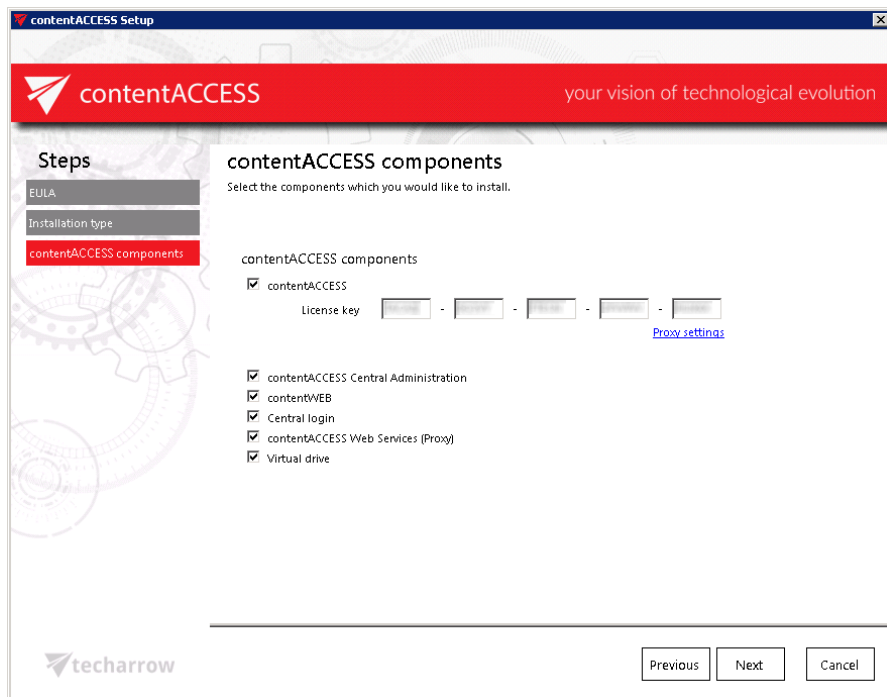 contentACCESS Setup
contentACCESS
your vision of technological evolution
Steps
EULA
Installation type
contentACCESS components
contentACCESS components
Select the components which you would like to install.
contentACCESS components
contentACCESS
License key - - - -
Proxy settings
contentACCESS Central Administration
contentWEB
Central login
contentACCESS Web Services (Proxy)
Virtual drive
techarrow
Previous Next Cancel